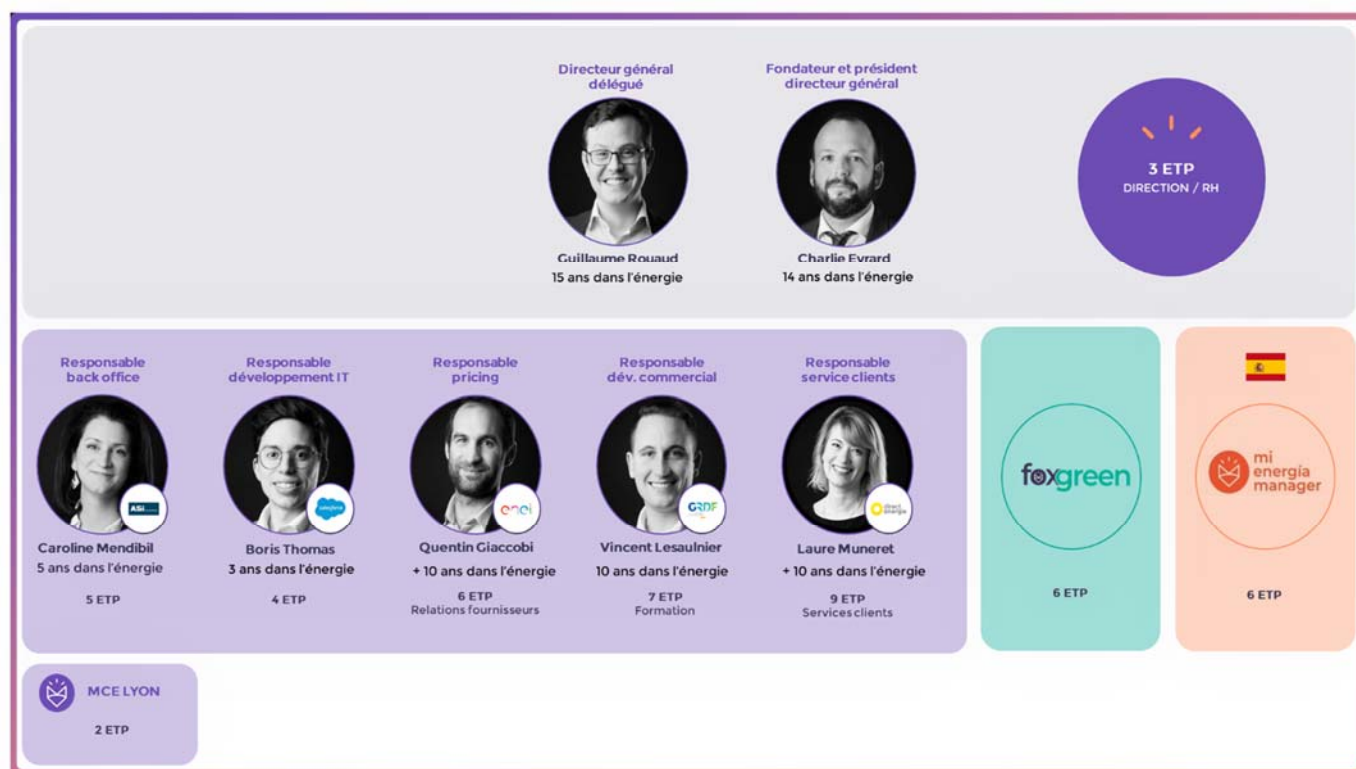 Directeur général
délégué
Guillaume Rouaud
15 ans dans l'énergie
Fondateur et président
directeur général
Charlie Evrard
14 ans dans l'énergie
3 ETP
DIRECTION / RH
Responsable
back office
ASi
Caroline Mendibil
5 ans dans l'énergie
5 ETP
Responsable
développement IT
salesforce
Boris Thomas
3 ans dans l'énergie
4 ETP
Responsable
pricing
enel
Quentin Giaccobi
+ 10 ans dans l'énergie
6 ETP
Relations fournisseurs
Responsable
dév. commercial
GRDF
Vincent Lesaulnier
10 ans dans l'énergie
7 ETP
Formation
Responsable
service clients
direct
énergie
Laure Muneret
+ 10 ans dans l'énergie
9 ETP
Services clients
foxgreen
6 ETP
mi
energía
manager
6 ETP
MCE LYON
2 ETP